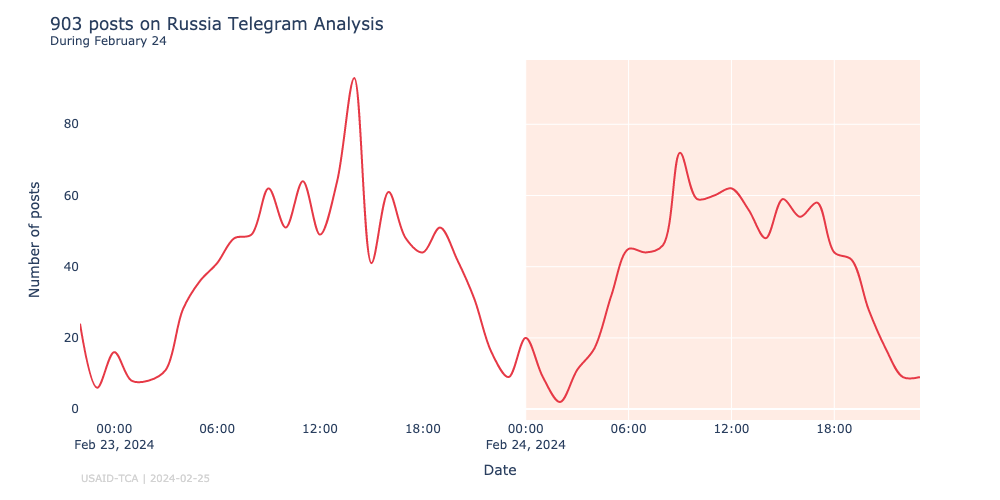 903 posts on Russia Telegram Analysis
During February 24
80
60
40
20
0
Number of posts
00:00 06:00 12:00 18:00 00:00 06:00 12:00 18:00
Feb 23, 2024 Feb 24, 2024
Date
USAID-TCA | 2024-02-25